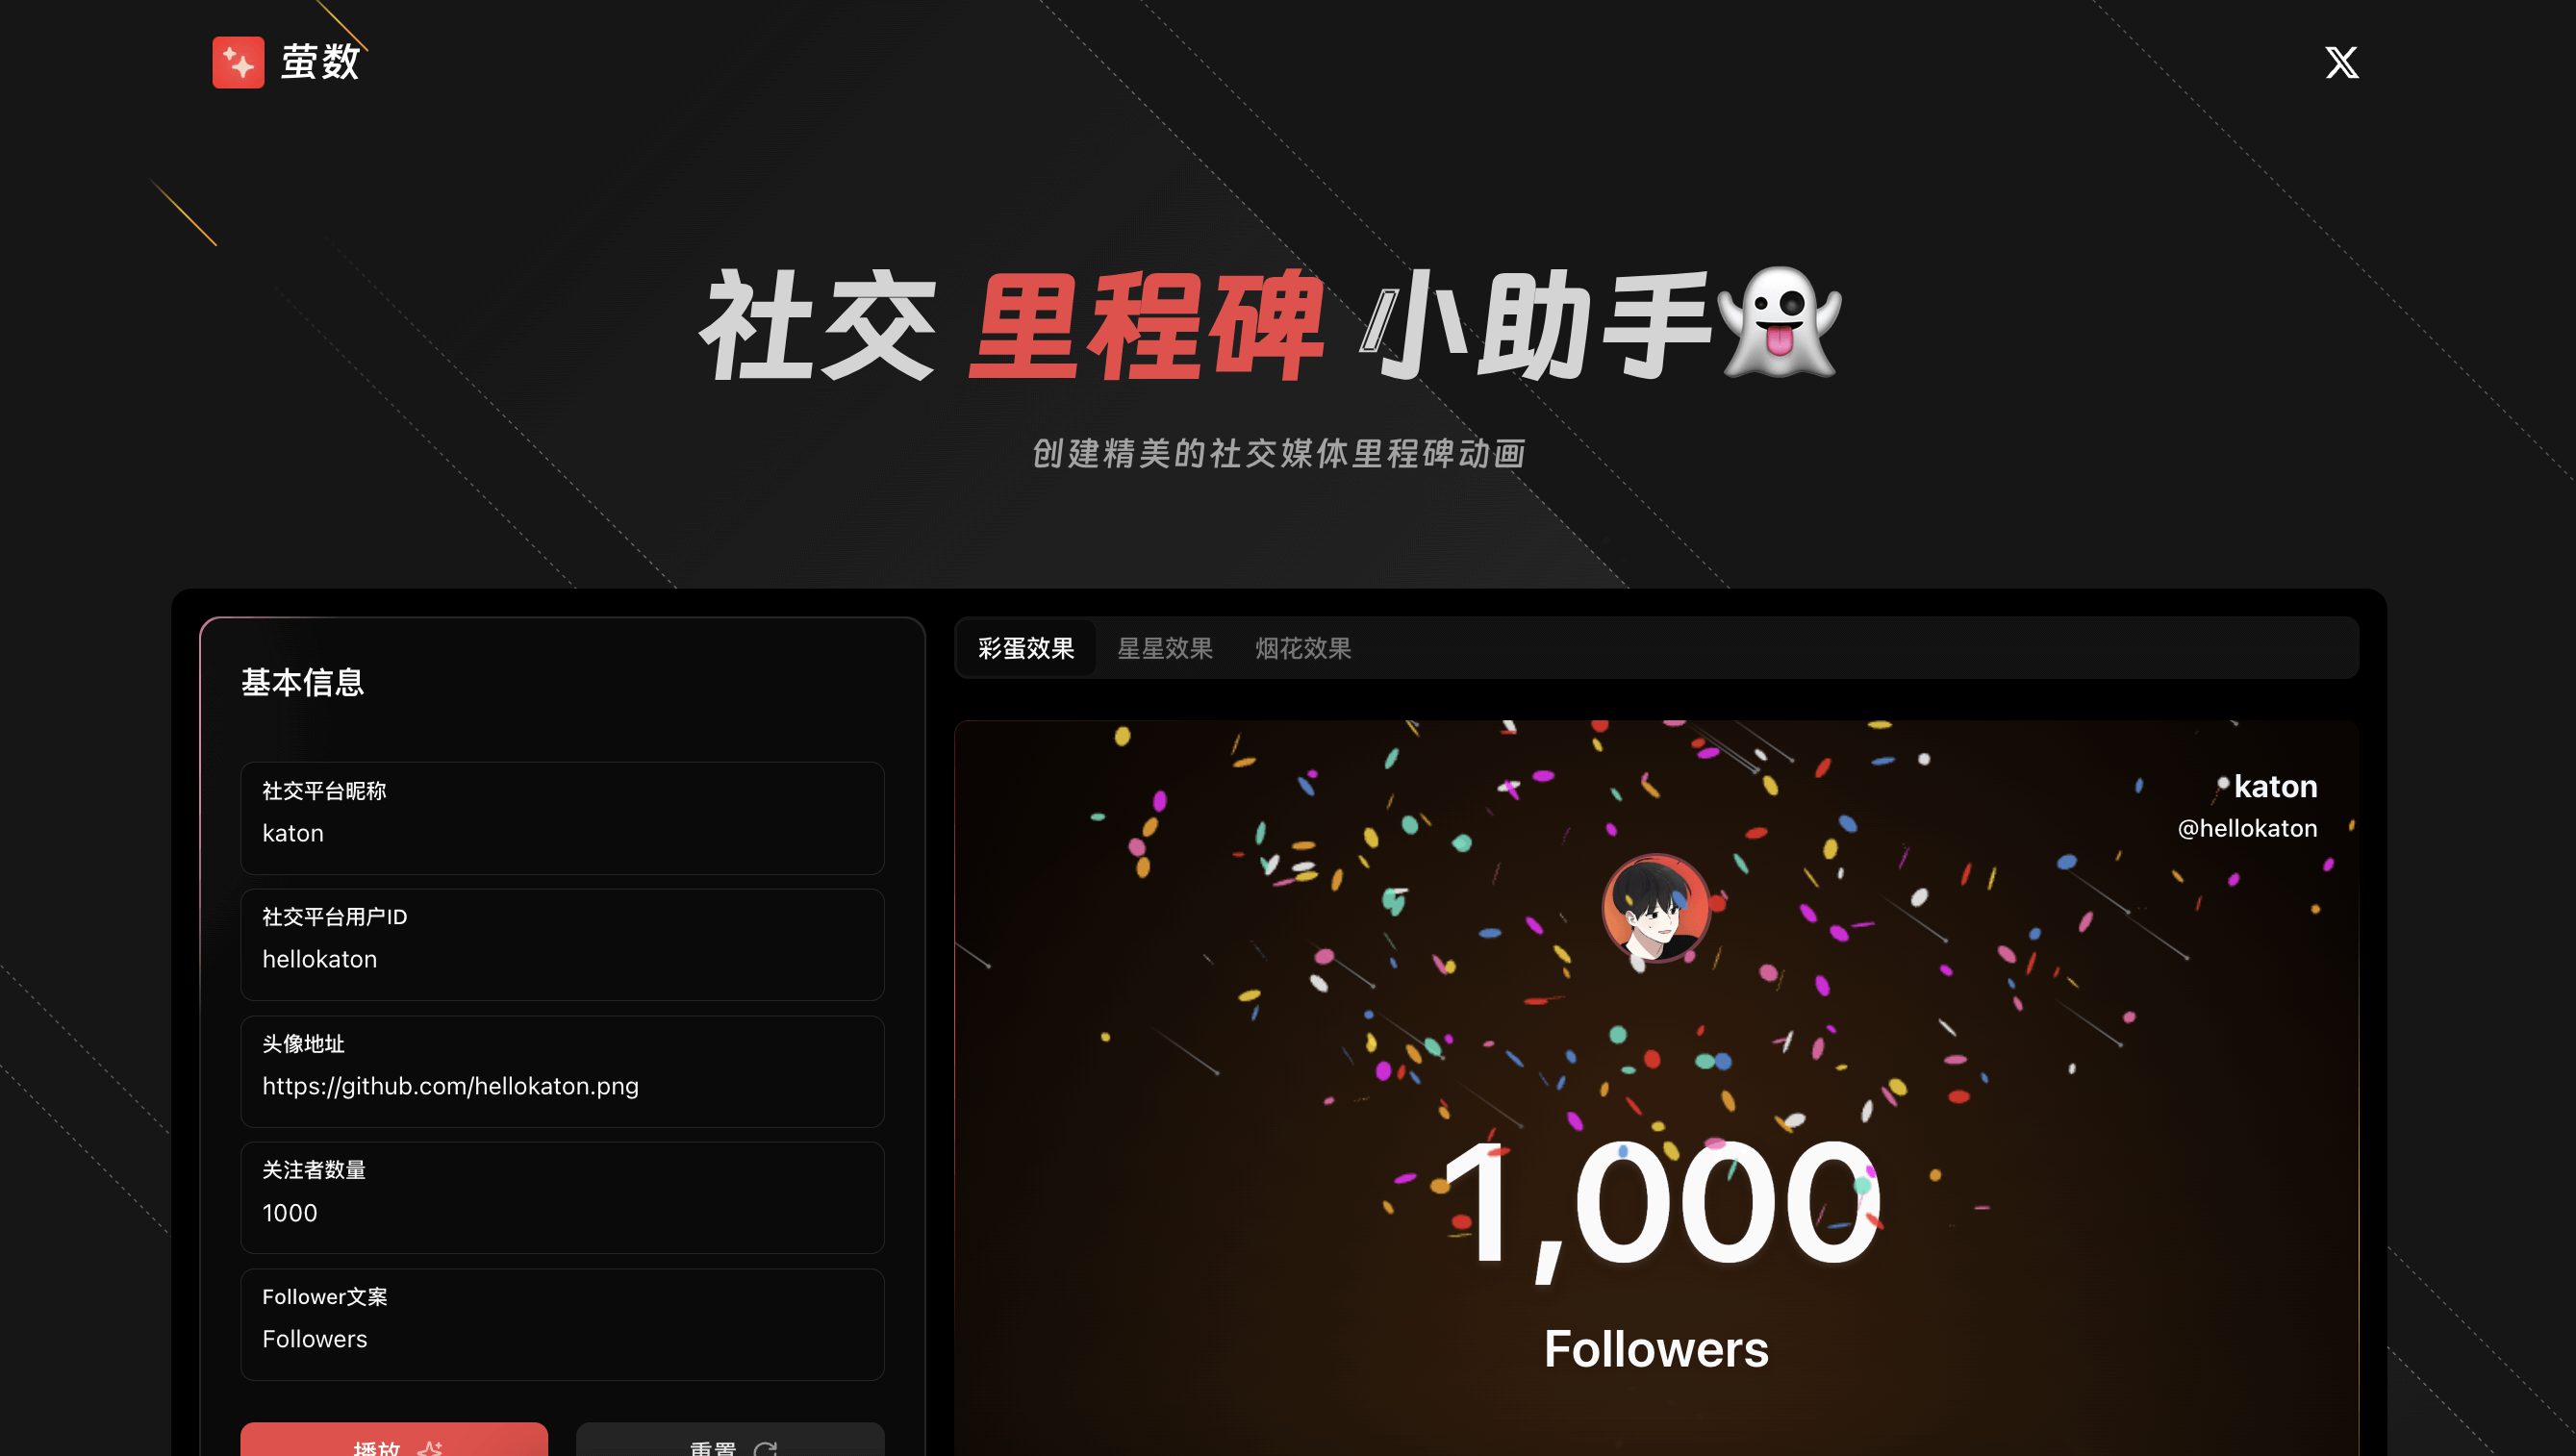 萤数
社交 里程碑 小助手
创建精美的社交媒体里程碑动画
基本信息
社交平台昵称
katon
社交平台用户ID
hellokaton
头像地址
https://github.com/hellokaton.png
关注者数量
1000
Follower文案
Followers
播放
重置
彩蛋效果
星星效果
烟花效果
katon
@hellokaton
1,000
Followers